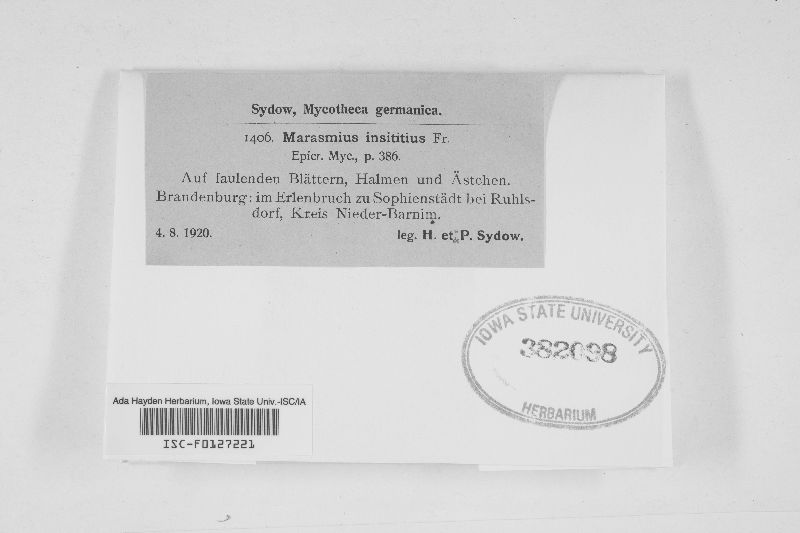 Sydow, Mycotheca germanica.
1406. Marasmius insititius Fr.
Epicr. Myc., p. 386.
Auf faulenden Blättern, Halmen und Ästchen.
Brandenburg: im Erlenbruch zu Sophienstädt bei Ruhls-
dorf, Kreis Nieder-Barnim.
4. 8. 1920. leg. H. et P. Sydow.
IOWA STATE UNIVERSITY
382098
HERBARIUM
Ada Hayden Herbarium, Iowa State Univ.-ISC/IA
ISC-F0127221